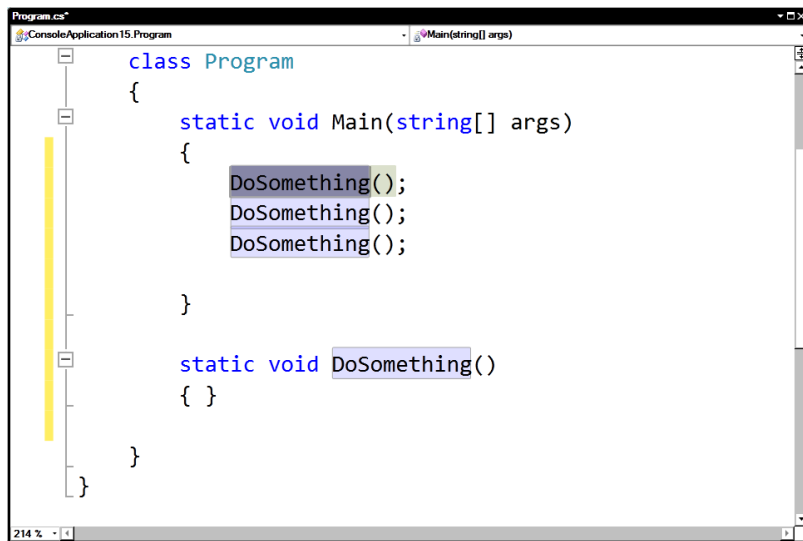 Program.cs*
ConsoleApplication15.Program
Main(string[] args)
class Program
{
static void Main(string[] args)
{
DoSomething();
DoSomething();
DoSomething();
}
static void DoSomething()
{ }
}
}
214 %